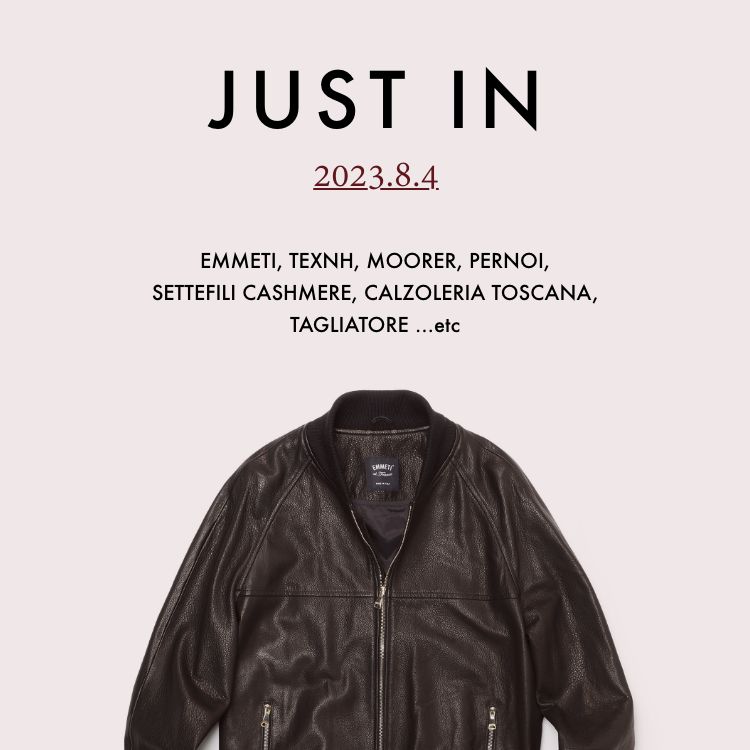 JUST IN
2023.8.4
EMMETI, TEXNH, MOORER, PERNOI,
SETTEFILI CASHMERE, CALZOLERIA TOSCANA,
TAGLIATORE ...etc
EMMETI